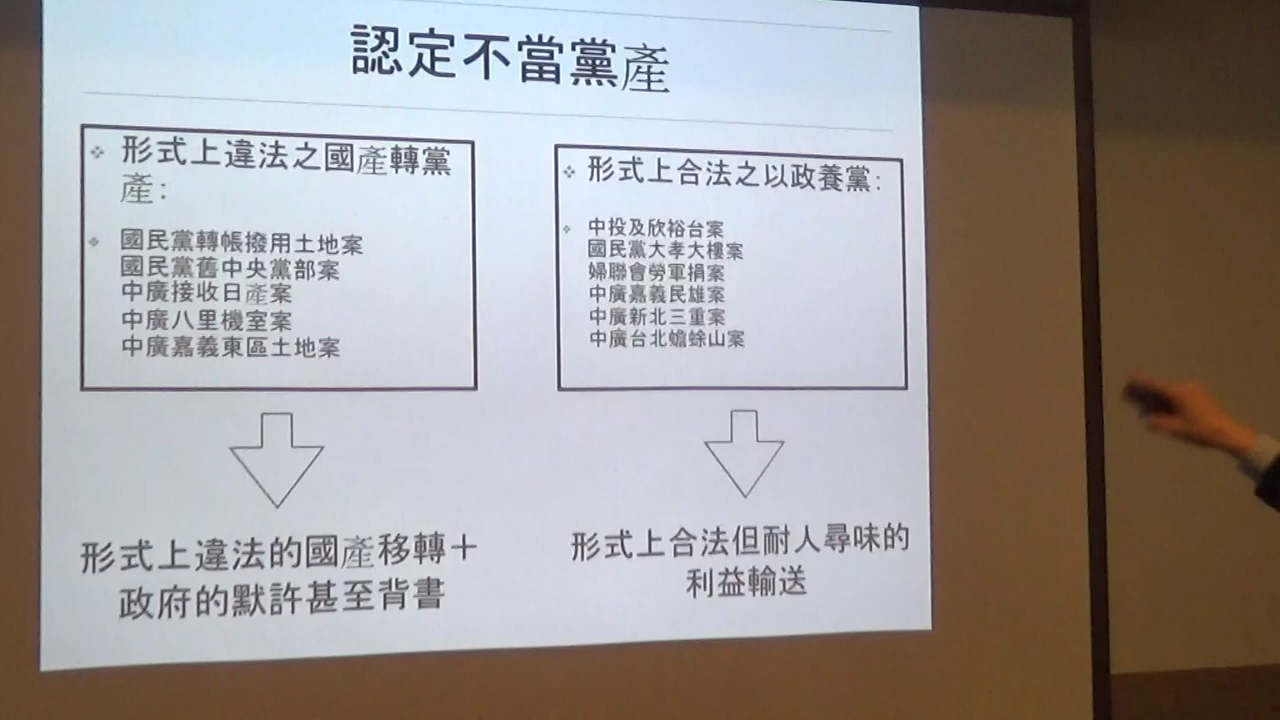 認定不當黨產
形式上違法之國產轉黨
產：
國民黨轉帳撥用土地案
國民黨舊中央黨部案
中廣接收日產案
中廣八里機室案
中廣嘉義東區土地案
形式上合法之以政養黨：
中投及欣裕台案
國民黨大孝大樓案
婦聯會勞軍捐案
中廣嘉義民雄案
中廣新北三重案
中廣台北蟾蜍山案
形式上違法的國產移轉＋
政府的默許甚至背書
形式上合法但耐人尋味的
利益輸送